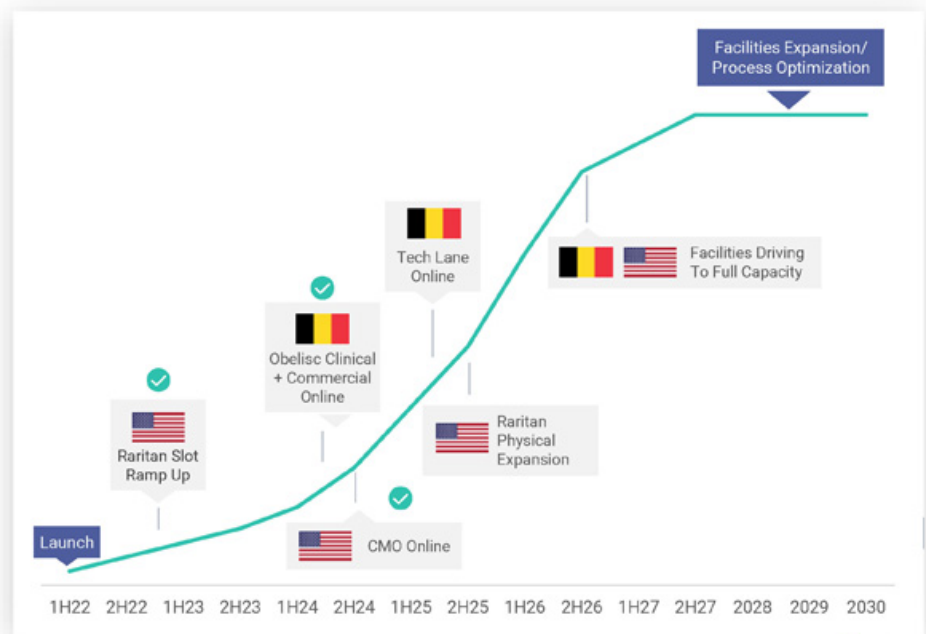 Facilities Expansion/
Process Optimization
Tech Lane
Online
Facilities Driving
To Full Capacity
Obelisc Clinical
+ Commercial
Online
Raritan
Physical
Expansion
Raritan Slot
Ramp Up
CMO Online
Launch
1H22 2H22 1H23 2H23 1H24 2H24 1H25 2H25 1H26 2H26 1H27 2H27 2028 2029 2030